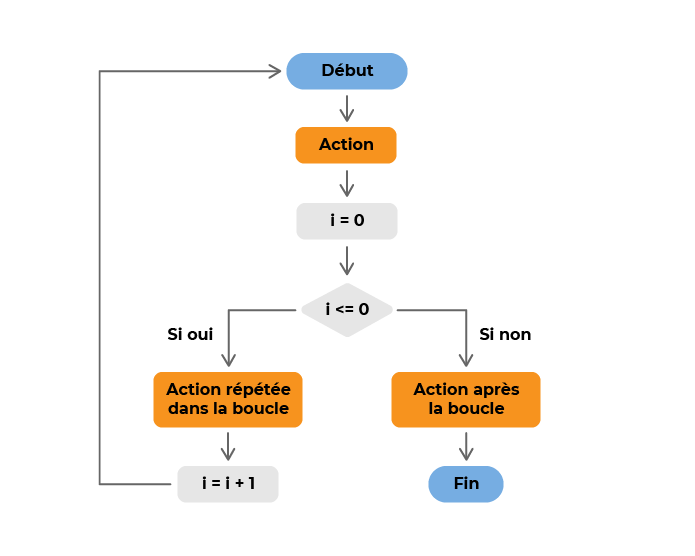 Début
Action
i = 0
i <= 0
Si oui
Si non
Action répétée
dans la boucle
Action après
la boucle
i = i + 1
Fin